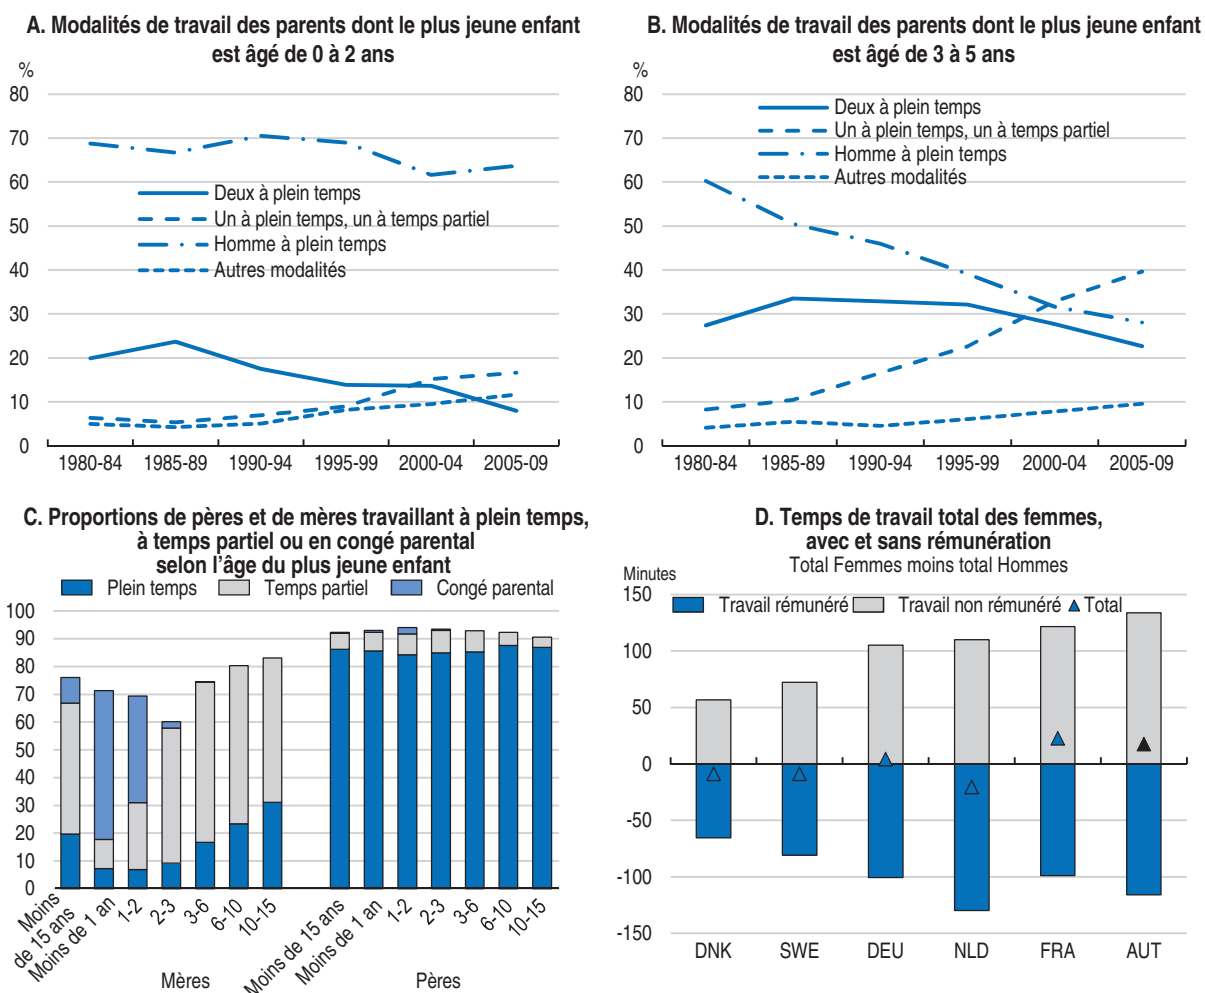 A. Modalités de travail des parents dont le plus jeune enfant
est âgé de 0 à 2 ans
%
80
70
60
50
40
30
20
10
0
Deux à plein temps
Un à plein temps, un à temps partiel
Homme à plein temps
Autres modalités
1980-84 1985-89 1990-94 1995-99 2000-04 2005-09
B. Modalités de travail des parents dont le plus jeune enfant
est âgé de 3 à 5 ans
%
80
70
60
50
40
30
20
10
0
Deux à plein temps
Un à plein temps, un à temps partiel
Homme à plein temps
Autres modalités
1980-84 1985-89 1990-94 1995-99 2000-04 2005-09
C. Proportions de pères et de mères travaillant à plein temps,
à temps partiel ou en congé parental
selon l'âge du plus jeune enfant
Plein temps Temps partiel Congé parental
100
90
80
70
60
50
40
30
20
10
0
Moins
de 15 ans
Moins de 1 an
1-2
2-3
3-6
6-10
10-15
Moins de 15 ans
Moins de 1 an
1-2
2-3
3-6
6-10
10-15
Mères Pères
D. Temps de travail total des femmes,
avec et sans rémunération
Total Femmes moins total Hommes
Minutes
150
100
50
0
-50
-100
-150
Travail rémunéré Travail non rémunéré Total
DNK SWE DEU NLD FRA AUT